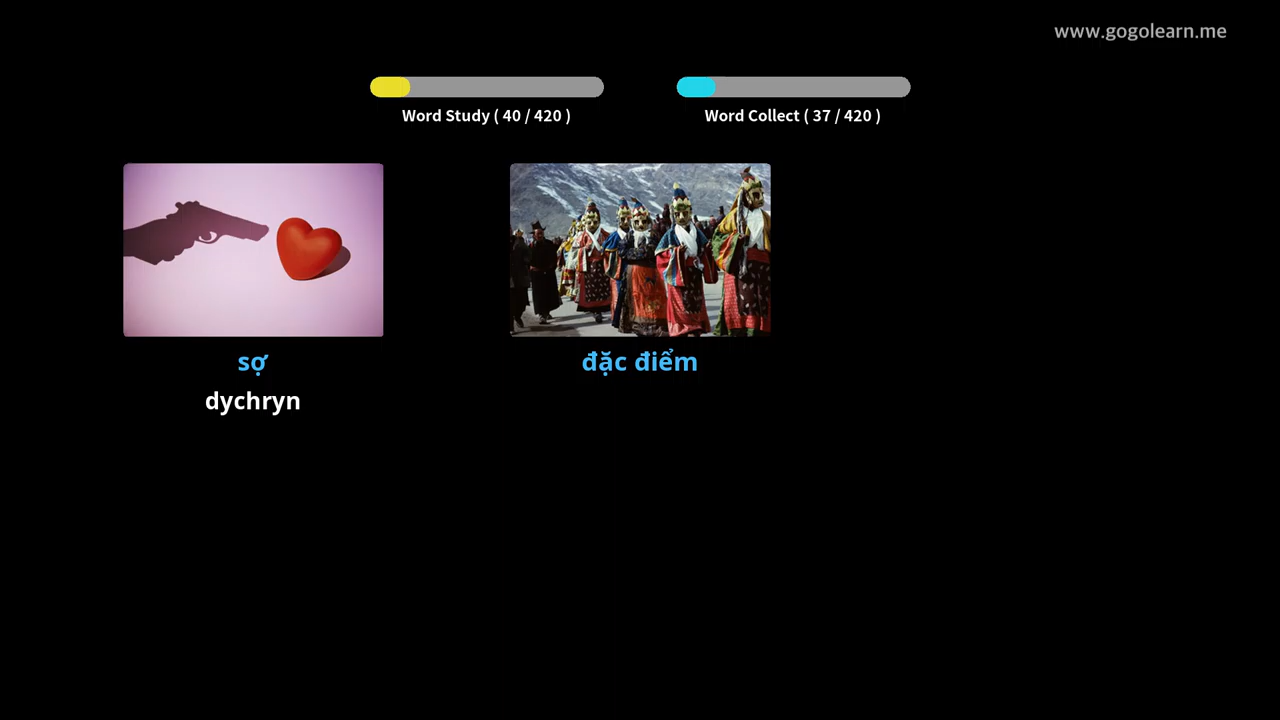 www.gogolearn.me
Word Study ( 40 / 420 )
Word Collect ( 37 / 420 )
sợ
đặc điểm
dychryn